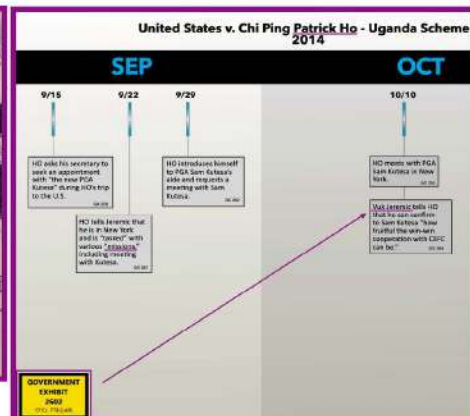 United States v. Chi Ping Patrick Ho - Uganda Scheme
2014
SEP
OCT
9/15
9/22
9/29
10/10
HO asks his secretary to
seek an appointment
with "the new PGA
Kutesa" during HO's trip
to the U.S.
HO introduces himself
to PGA Sam Kutesa's
aide and requests a
meeting with Sam
Kutesa.
HO meets with PGA
Sam Kutesa in New
York.
HO tells Jeremic that
he is in New York
and is "tasked" with
various "missions,"
including meeting
with Kutesa.
Vuk Jeremic tells HO
that he can confirm
to Sam Kutesa "how
fruitful the win-win
cooperation with CEFC
can be."
GOVERNMENT
EXHIBIT
2602